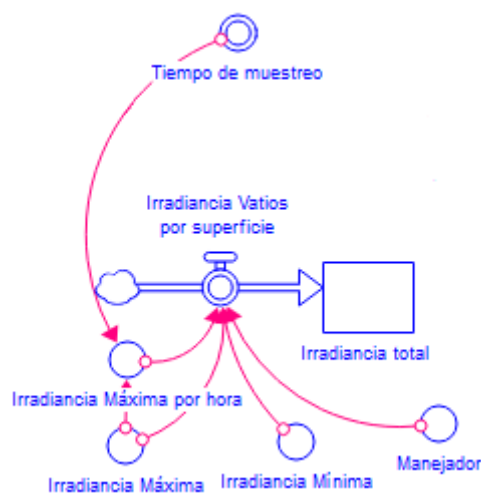 Tiempo de muestreo
Irradiancia Vatios
por superficie
Irradiancia total
Irradiancia Máxima por hora
Irradiancia Máxima
Irradiancia Mínima
Manejador